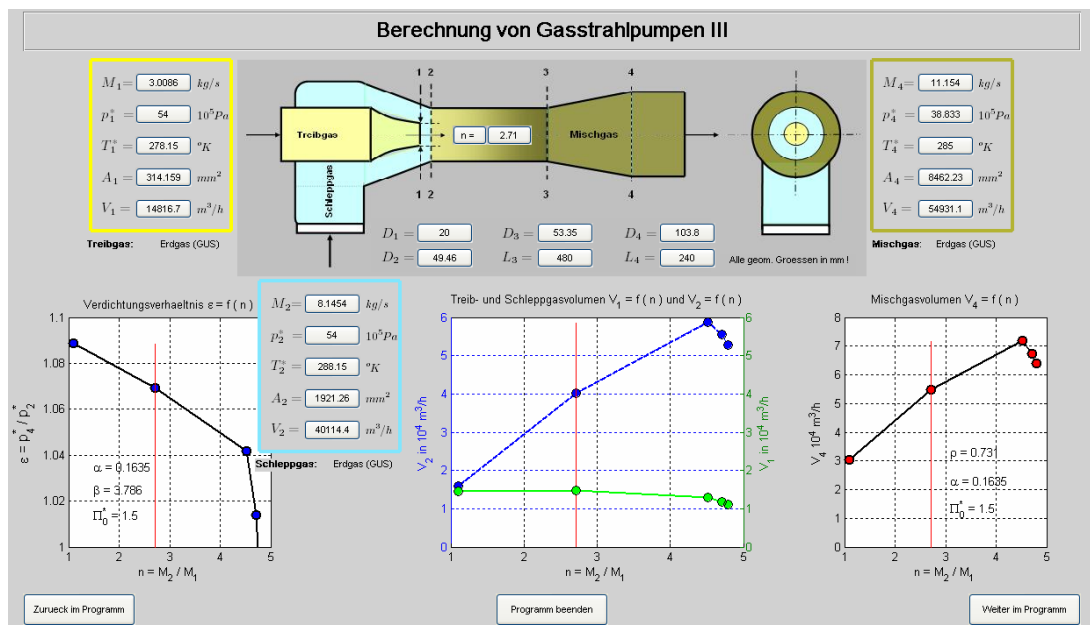 Berechnung von Gasstrahlpumpen III
M1= 3.0086 kg/s
p1* = 54 10^5Pa
T1* = 278.15 °K
A1 = 314.159 mm²
V1 = 14816.7 m³/h
Treibgas: Erdgas (GUS)
1 2 3 4
Treibgas
n = 2.71
Mischgas
Schleppgas
1 2 3 4
D1 = 20 D3 = 53.35 D4 = 103.8
D2 = 49.46 L3 = 480 L4 = 240
Alle geom. Groessen in mm !
M4= 11.154 kg/s
p4* = 38.833 10^5Pa
T4* = 285 °K
A4 = 8462.23 mm²
V4 = 54931.1 m³/h
Mischgas: Erdgas (GUS)
M2= 8.1454 kg/s
p2* = 54 10^5Pa
T2* = 288.15 °K
A2 = 1921.26 mm²
V2 = 40114.4 m³/h
Schleppgas: Erdgas (GUS)
Verdichtungsverhaeltnis ε = f ( n )
1.1
1.08
1.06
1.04
1.02
1
ε = p4* / p2*
α = 0.1635
β = 3.786
Π0* = 1.5
1 2 3 4 5
n = M2 / M1
Treib- und Schleppgasvolumen V1 = f ( n ) und V2 = f ( n )
6 6
5 5
4 4
3 3
2 2
1 1
0 0
V2 in 10^4 m³/h
V1 in 10^4 m³/h
1 2 3 4 5
n = M2 / M1
Mischgasvolumen V4 = f ( n )
8
7
6
5
4
3
2
1
0
V4 10^4 m³/h
ρ = 0.731
α = 0.1635
Π0* = 1.5
1 2 3 4 5
n = M2 / M1
Zurueck im Programm
Programm beenden
Weiter im Programm